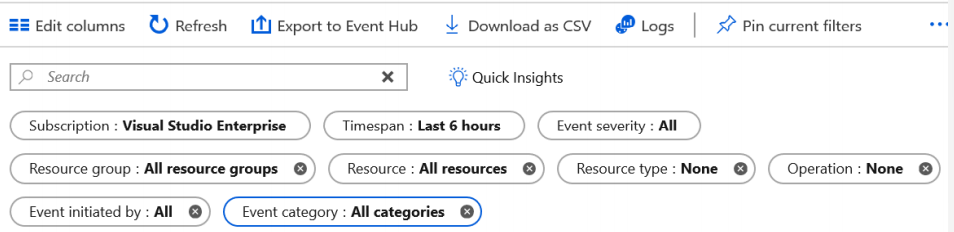 Edit columns Refresh Export to Event Hub Download as CSV Logs Pin current filters
Search Quick Insights
Subscription : Visual Studio Enterprise Timespan : Last 6 hours Event severity : All
Resource group : All resource groups Resource : All resources Resource type : None Operation : None
Event initiated by : All Event category : All categories